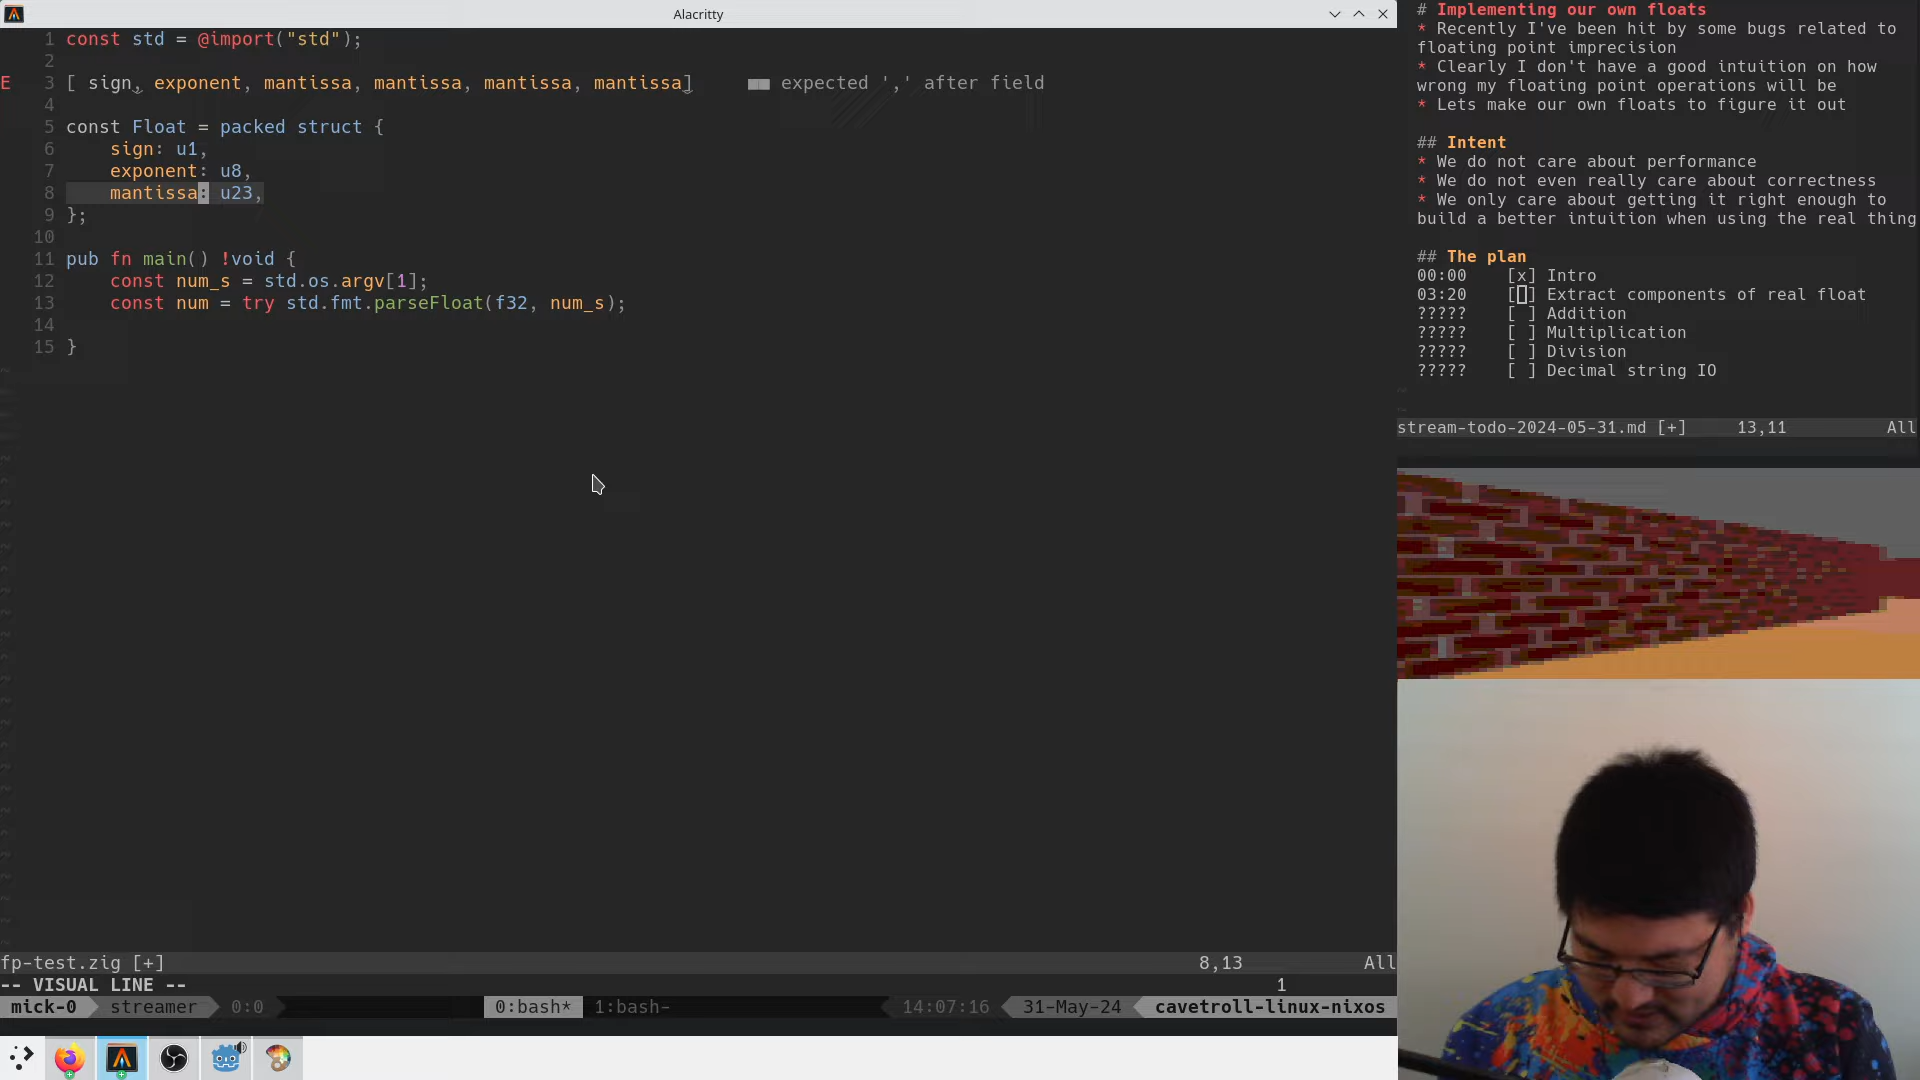 Alacritty
1 const std = @import("std");
2
E 3 [ sign, exponent, mantissa, mantissa, mantissa, mantissa] ■■ expected ',' after field
4
5 const Float = packed struct {
6 sign: u1,
7 exponent: u8,
8 mantissa: u23,
9 };
10
11 pub fn main() !void {
12 const num_s = std.os.argv[1];
13 const num = try std.fmt.parseFloat(f32, num_s);
14
15 }
fp-test.zig [+] 8,13 All
-- VISUAL LINE -- 1
mick-0 streamer 0:0 0:bash* 1:bash- 14:07:16 31-May-24 cavetroll-linux-nixos
# Implementing our own floats
* Recently I've been hit by some bugs related to
floating point imprecision
* Clearly I don't have a good intuition on how
wrong my floating point operations will be
* Lets make our own floats to figure it out
## Intent
* We do not care about performance
* We do not even really care about correctness
* We only care about getting it right enough to
build a better intuition when using the real thing
## The plan
00:00 [x] Intro
03:20 [ ] Extract components of real float
????? [ ] Addition
????? [ ] Multiplication
????? [ ] Division
????? [ ] Decimal string IO
stream-todo-2024-05-31.md [+] 13,11 All